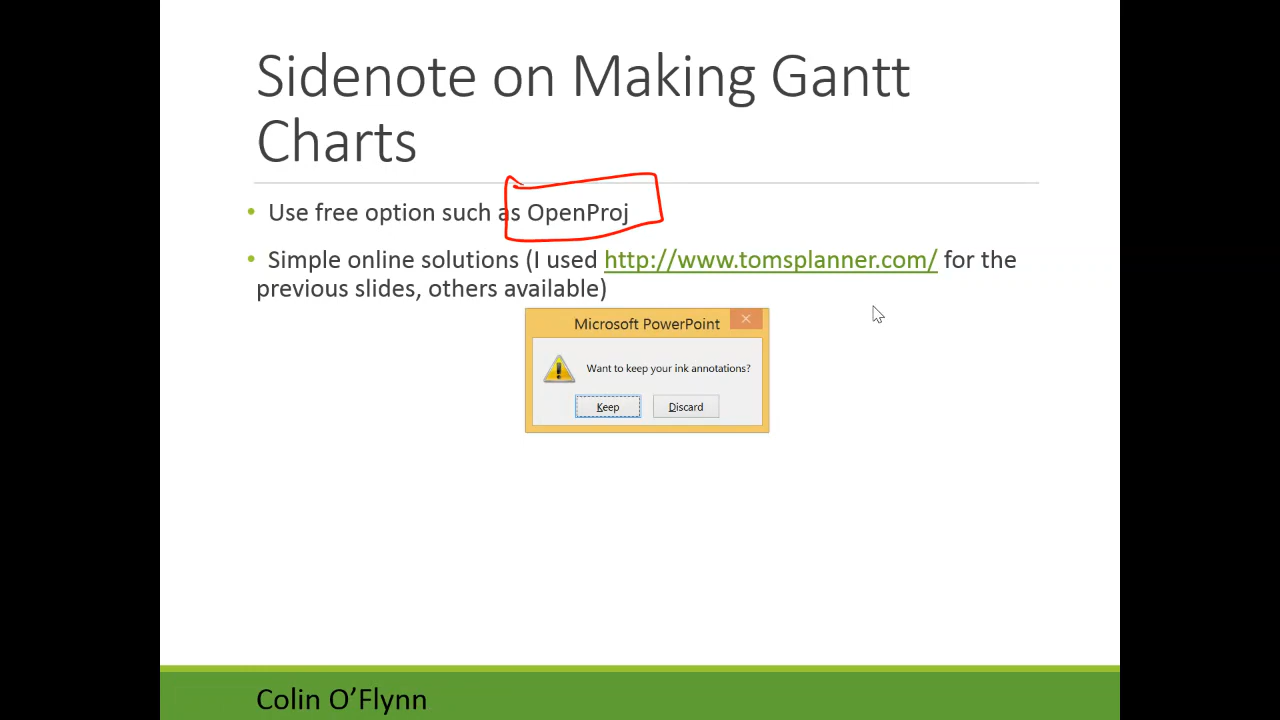 Sidenote on Making Gantt
Charts
• Use free option such as OpenProj
• Simple online solutions (I used http://www.tomsplanner.com/ for the
previous slides, others available)
Microsoft PowerPoint
Want to keep your ink annotations?
Keep Discard
Colin O’Flynn